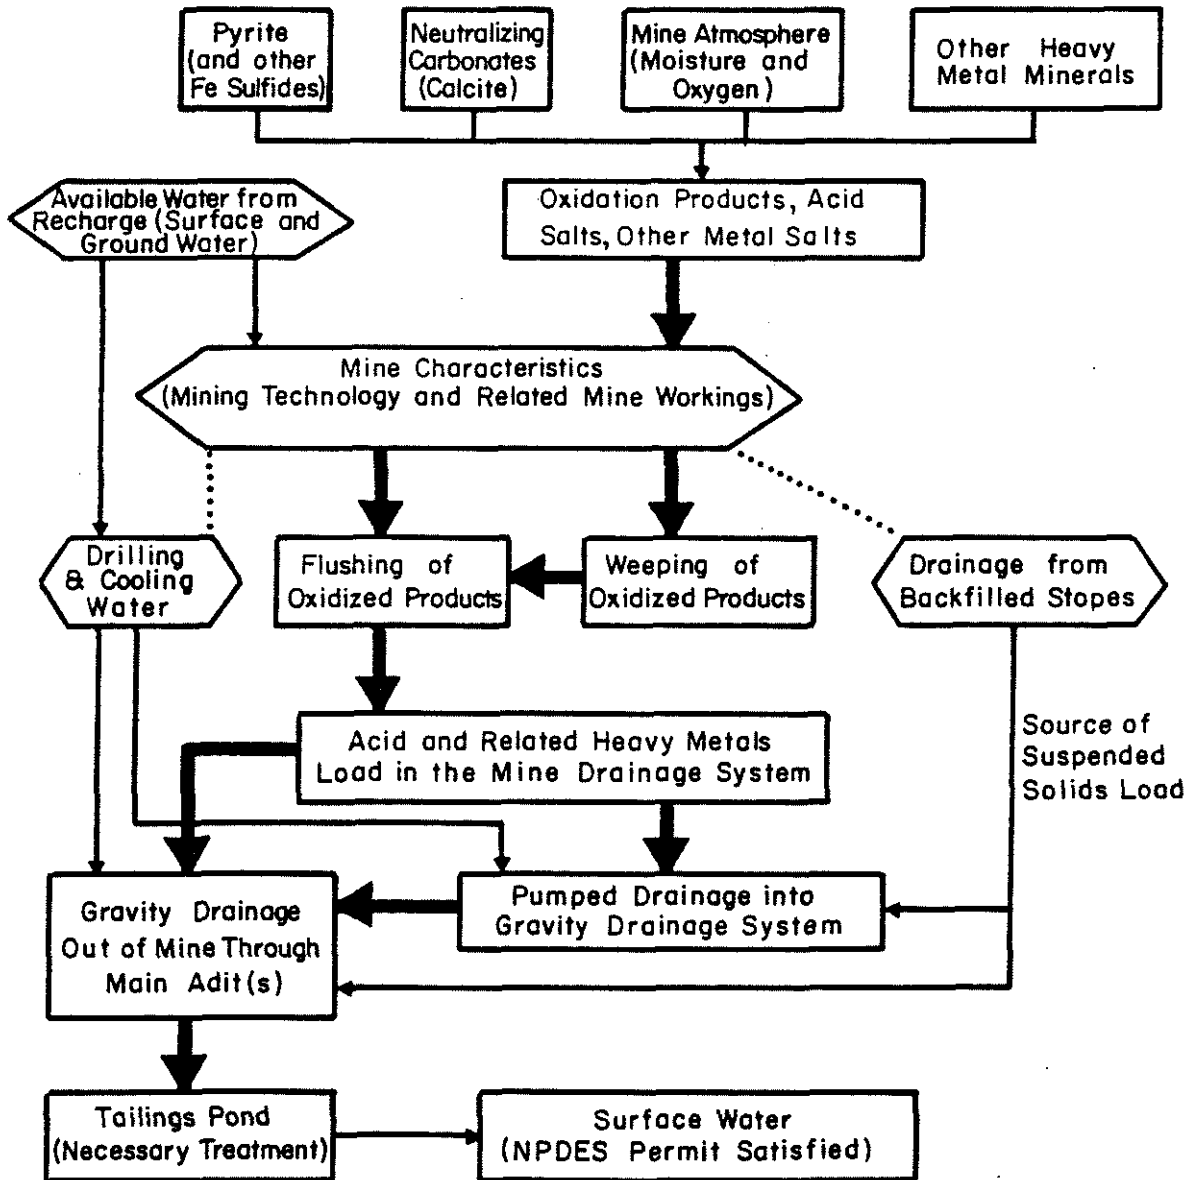 Pyrite
(and other
Fe Sulfides)
Neutralizing
Carbonates
(Calcite)
Mine Atmosphere
(Moisture and
Oxygen)
Other Heavy
Metal Minerals
Available Water from
Recharge (Surface and
Ground Water)
Oxidation Products, Acid
Salts, Other Metal Salts
Mine Characteristics
(Mining Technology and Related Mine Workings)
Drilling
& Cooling
Water
Flushing of
Oxidized Products
Weeping of
Oxidized Products
Drainage from
Backfilled Stopes
Acid and Related Heavy Metals
Load in the Mine Drainage System
Source of
Suspended
Solids Load
Gravity Drainage
Out of Mine Through
Main Adit(s)
Pumped Drainage into
Gravity Drainage System
Tailings Pond
(Necessary Treatment)
Surface Water
(NPDES Permit Satisfied)